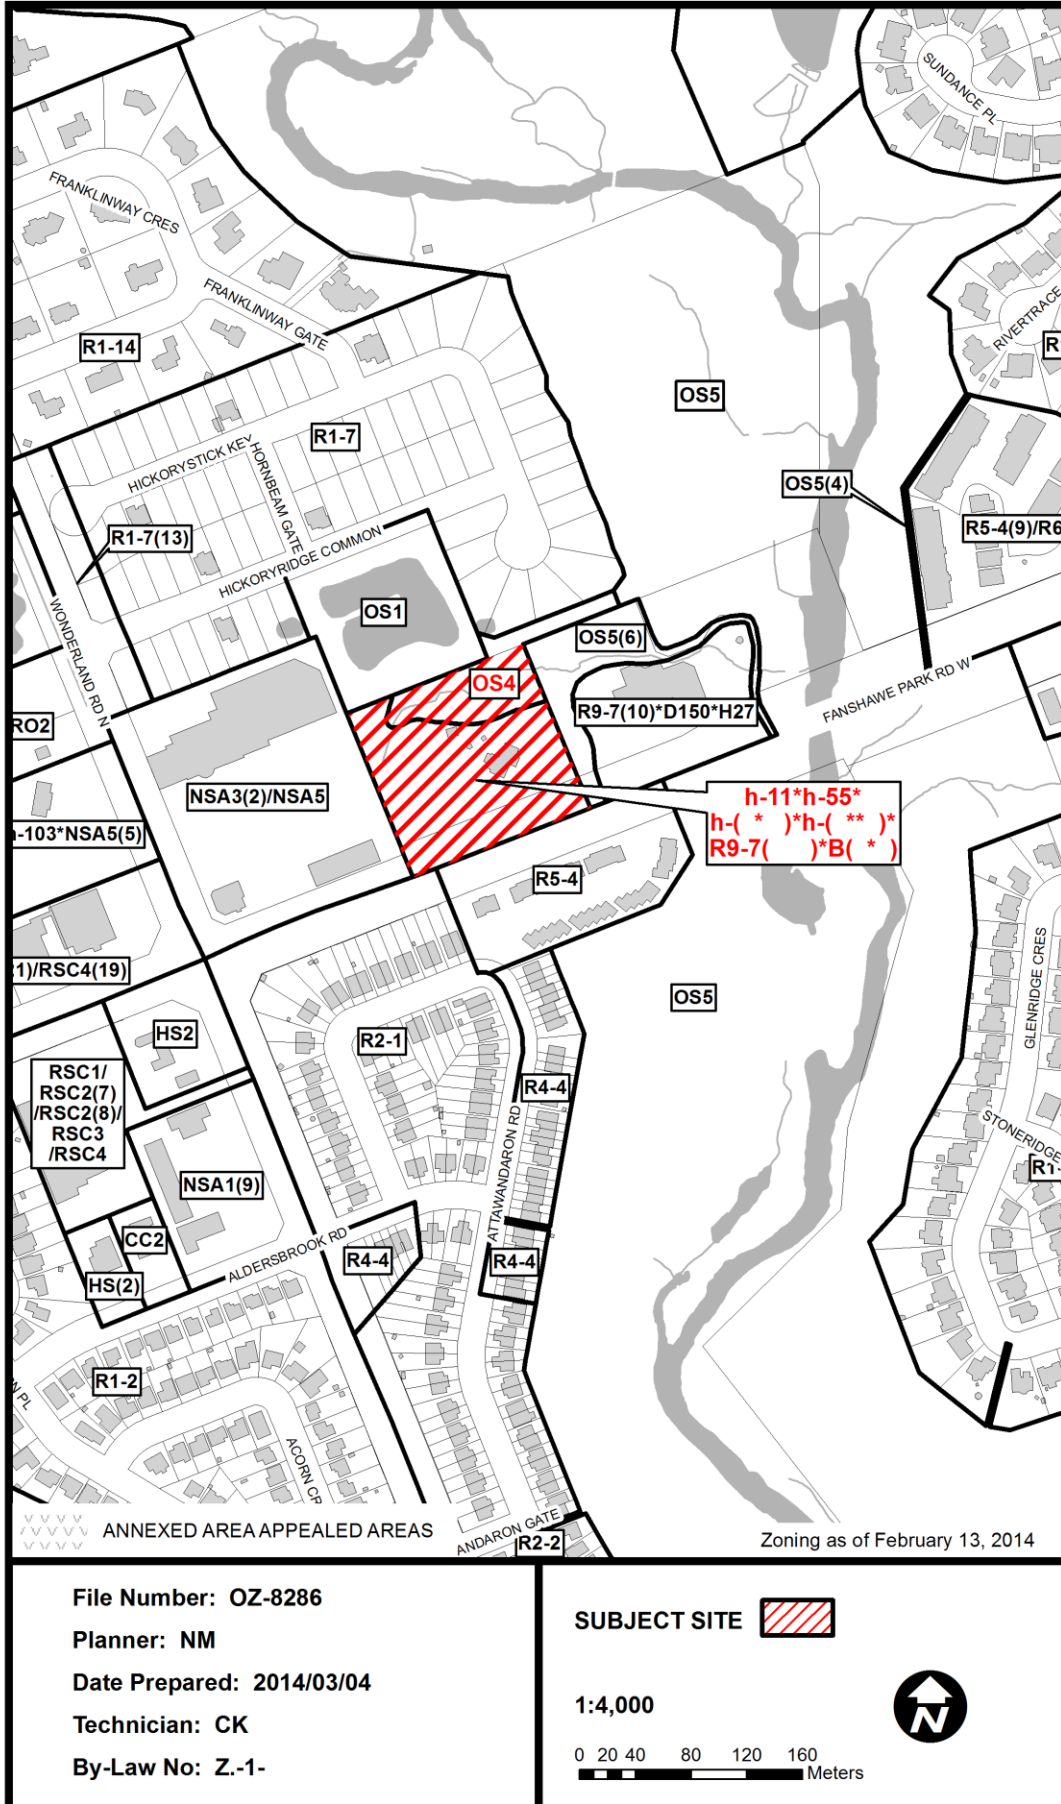 SUNDANCE PL
FRANKLINWAY CRES
FRANKLINWAY GATE
RIVERTRACE
R1-14
R
OS5
R1-7
HICKORYSTICK KEY
HORNBEAM GATE
OS5(4)
R1-7(13)
R5-4(9)/R6
HICKORYRIDGE COMMON
OS1
WONDERLAND RD N
OS5(6)
OS4
FANSHAWE PARK RD W
R9-7(10)*D150*H27
RO2
NSA3(2)/NSA5
h-11*h-55*
h-( * )*h-( ** )*
R9-7( )*B( * )
h-103*NSA5(5)
R5-4
1)/RSC4(19)
OS5
GLENRIDGE CRES
HS2
R2-1
RSC1/
RSC2(7)
/RSC2(8)/
RSC3
/RSC4
R4-4
ATTAWANDARON RD
STONERIDGE
R1-
NSA1(9)
CC2
ALDERSBROOK RD
R4-4
R4-4
HS(2)
R1-2
N PL
ACORN CR
ANDARON GATE
R2-2
ANNEXED AREA APPEALED AREAS
Zoning as of February 13, 2014
File Number: OZ-8286
Planner: NM
Date Prepared: 2014/03/04
Technician: CK
By-Law No: Z.-1-
SUBJECT SITE
1:4,000
N
0 20 40 80 120 160
Meters